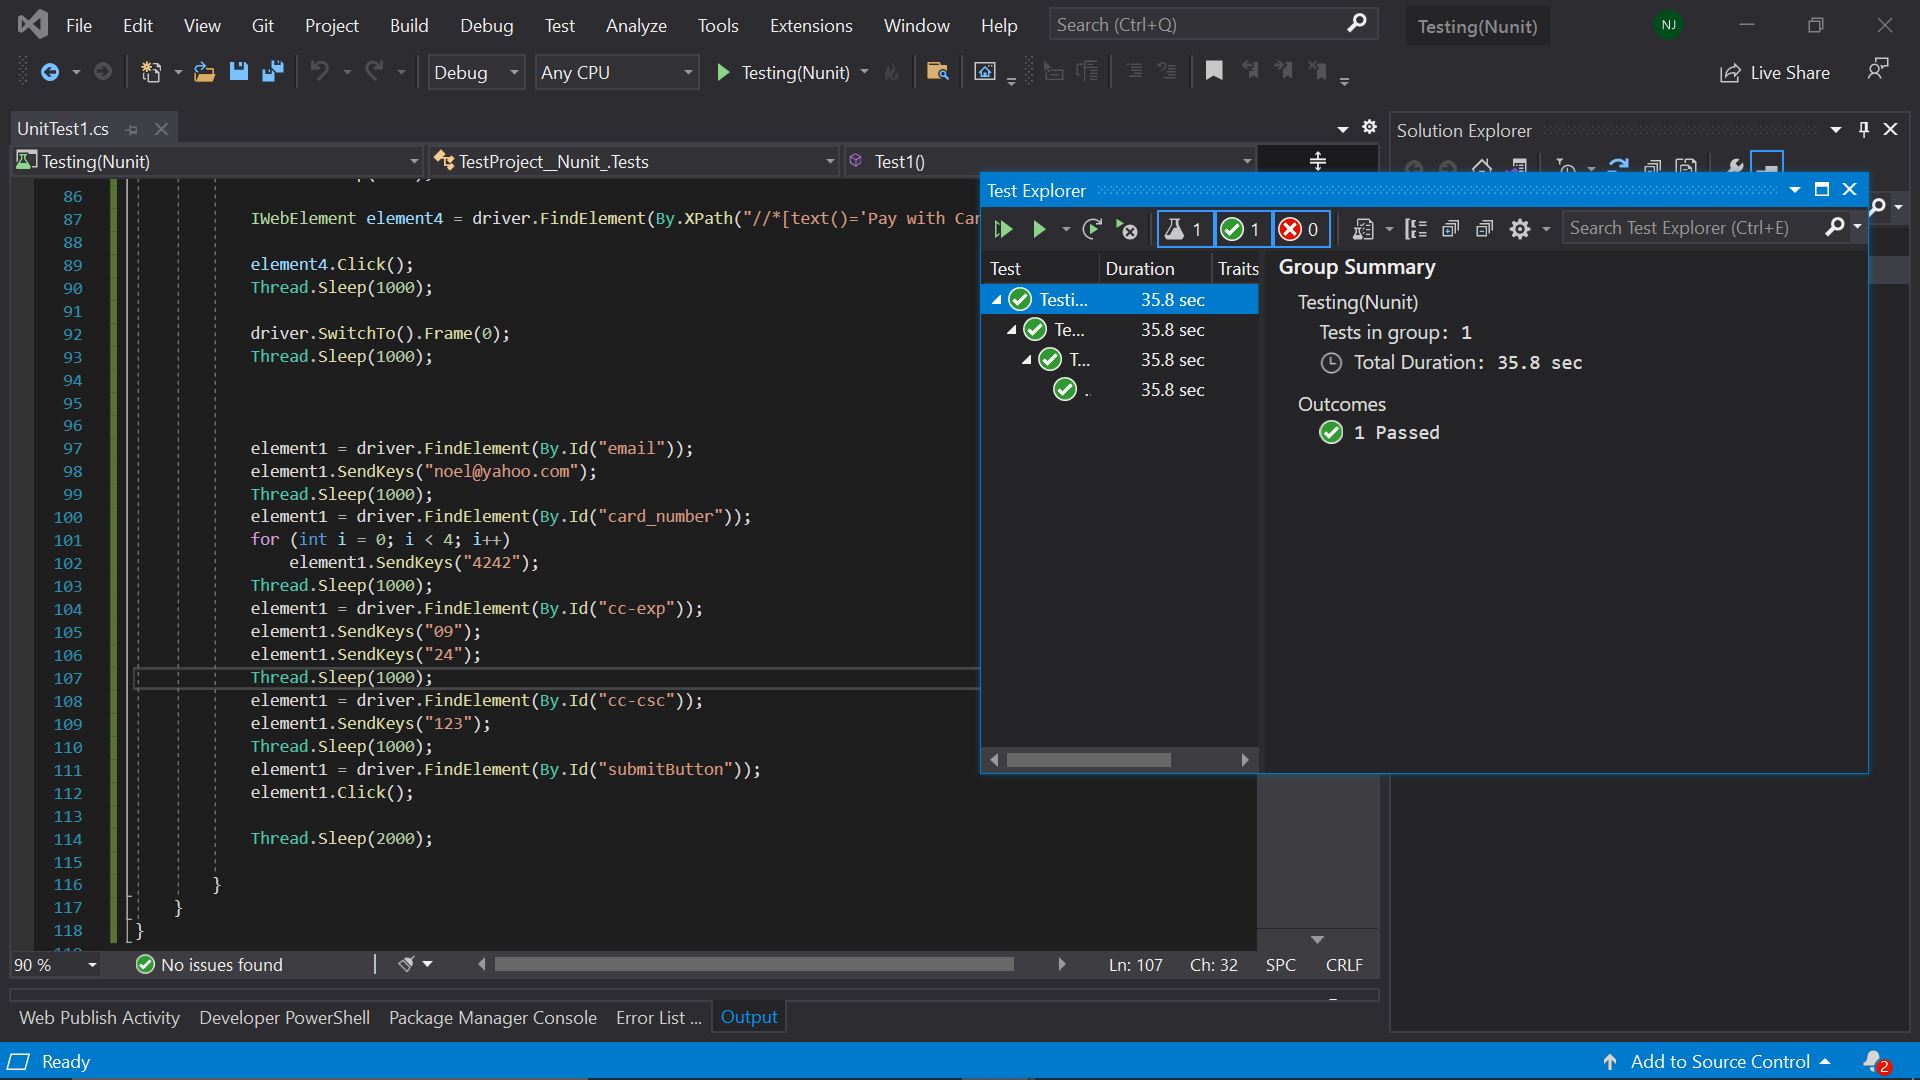 File Edit View Git Project Build Debug Test Analyze Tools Extensions Window Help Search (Ctrl+Q) Testing(Nunit) NJ
Debug Any CPU Testing(Nunit) Live Share
UnitTest1.cs
Testing(Nunit) TestProject__Nunit_.Tests Test1()
86
87 IWebElement element4 = driver.FindElement(By.XPath("//*[text()='Pay with Car
88
89 element4.Click();
90 Thread.Sleep(1000);
91
92 driver.SwitchTo().Frame(0);
93 Thread.Sleep(1000);
94
95
96
97 element1 = driver.FindElement(By.Id("email"));
98 element1.SendKeys("noel@yahoo.com");
99 Thread.Sleep(1000);
100 element1 = driver.FindElement(By.Id("card_number"));
101 for (int i = 0; i < 4; i++)
102 element1.SendKeys("4242");
103 Thread.Sleep(1000);
104 element1 = driver.FindElement(By.Id("cc-exp"));
105 element1.SendKeys("09");
106 element1.SendKeys("24");
107 Thread.Sleep(1000);
108 element1 = driver.FindElement(By.Id("cc-csc"));
109 element1.SendKeys("123");
110 Thread.Sleep(1000);
111 element1 = driver.FindElement(By.Id("submitButton"));
112 element1.Click();
113
114 Thread.Sleep(2000);
115
116 }
117 }
118 }
90 % No issues found Ln: 107 Ch: 32 SPC CRLF
Solution Explorer
Test Explorer
1 1 0 Search Test Explorer (Ctrl+E)
Test Duration Traits
Testi... 35.8 sec
Te... 35.8 sec
T... 35.8 sec
.. 35.8 sec
Group Summary
Testing(Nunit)
Tests in group: 1
Total Duration: 35.8 sec
Outcomes
1 Passed
Web Publish Activity Developer PowerShell Package Manager Console Error List ... Output
Ready Add to Source Control 2